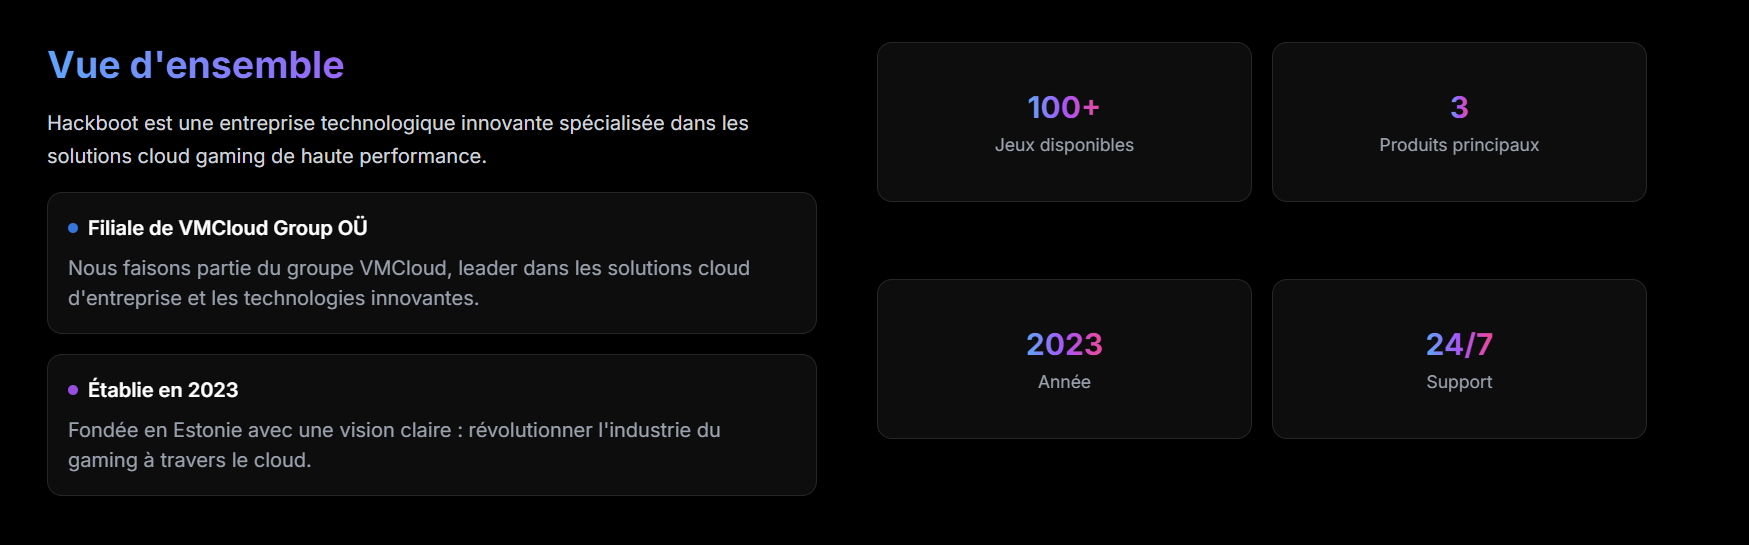 Vue d'ensemble
Hackboot est une entreprise technologique innovante spécialisée dans les
solutions cloud gaming de haute performance.
Filiale de VMCloud Group OÜ
Nous faisons partie du groupe VMCloud, leader dans les solutions cloud
d'entreprise et les technologies innovantes.
Établie en 2023
Fondée en Estonie avec une vision claire : révolutionner l'industrie du
gaming à travers le cloud.
100+
Jeux disponibles
3
Produits principaux
2023
Année
24/7
Support